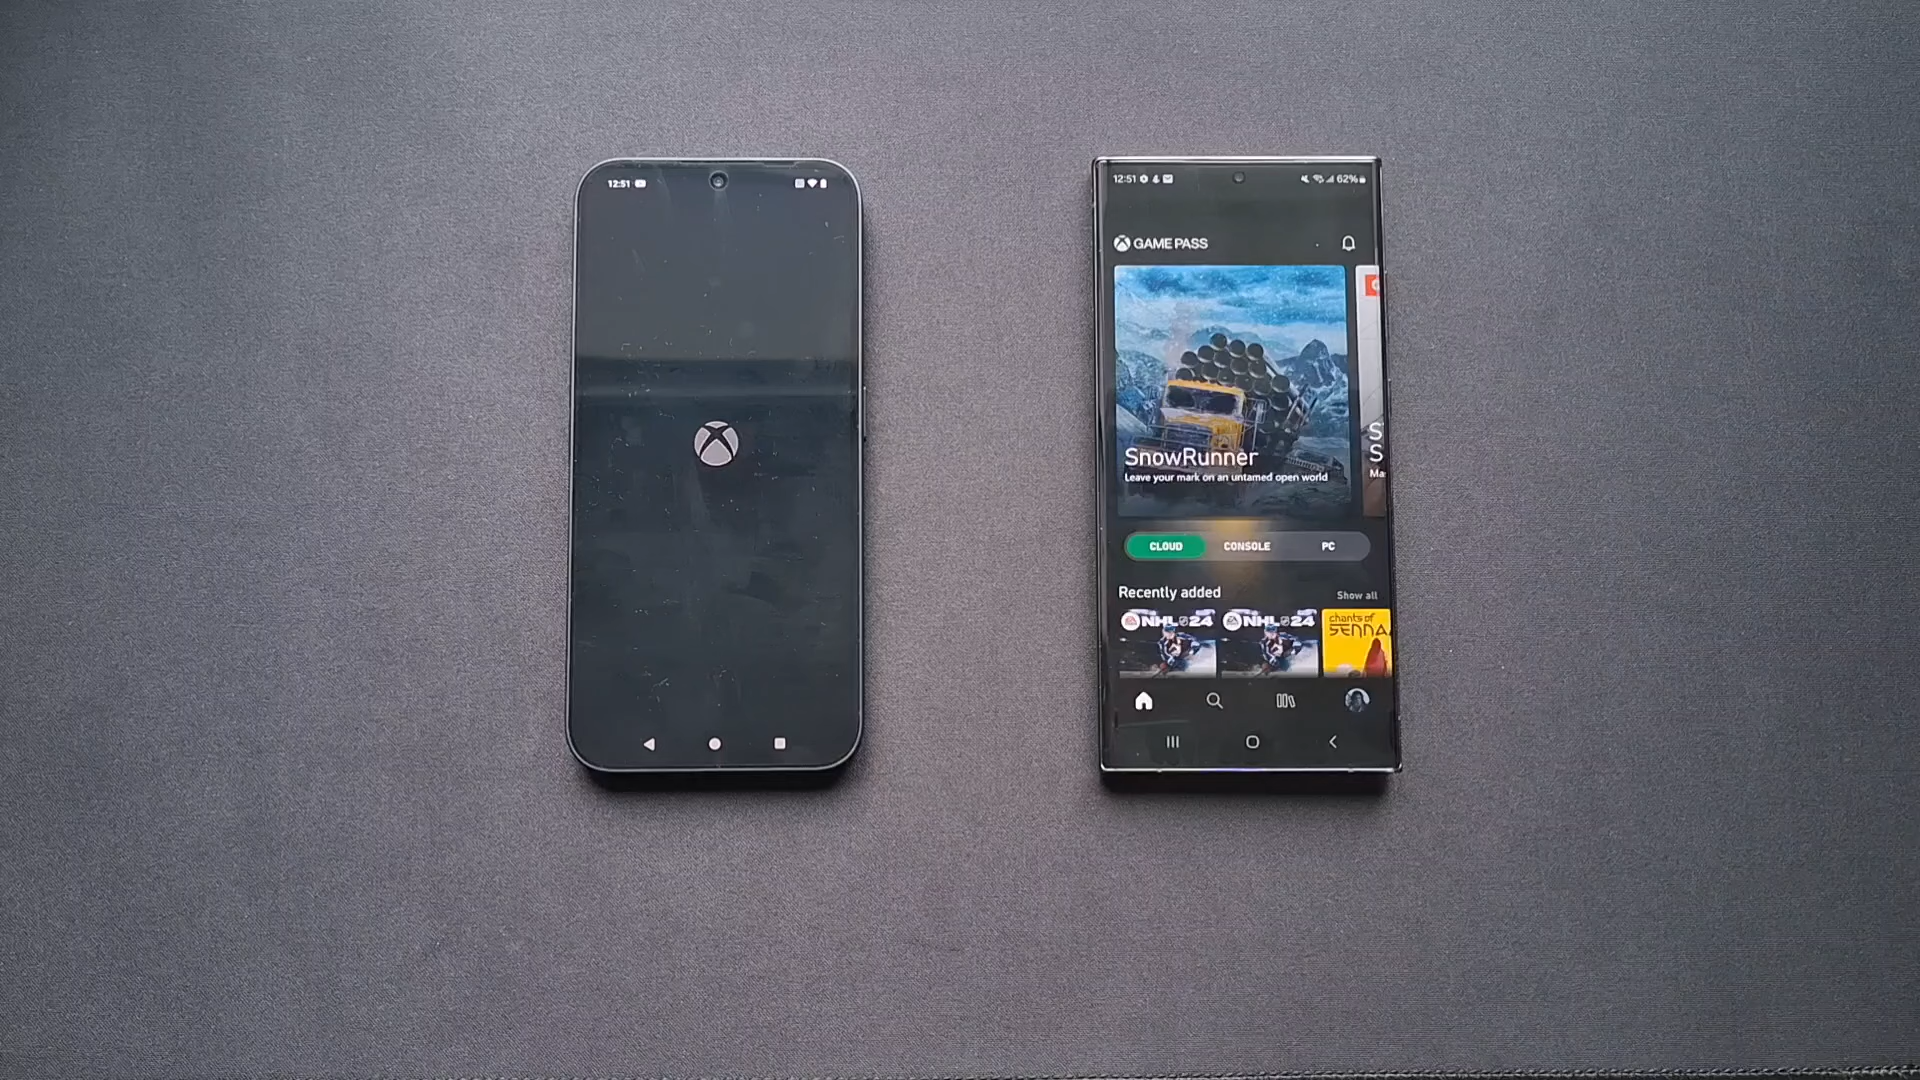 12:51
12:51
62%
GAME PASS
SnowRunner
Leave your mark on an untamed open world
S
S
Ma
CLOUD CONSOLE PC
Recently added
Show all
NHL 24
NHL 24
chants of
SENNA